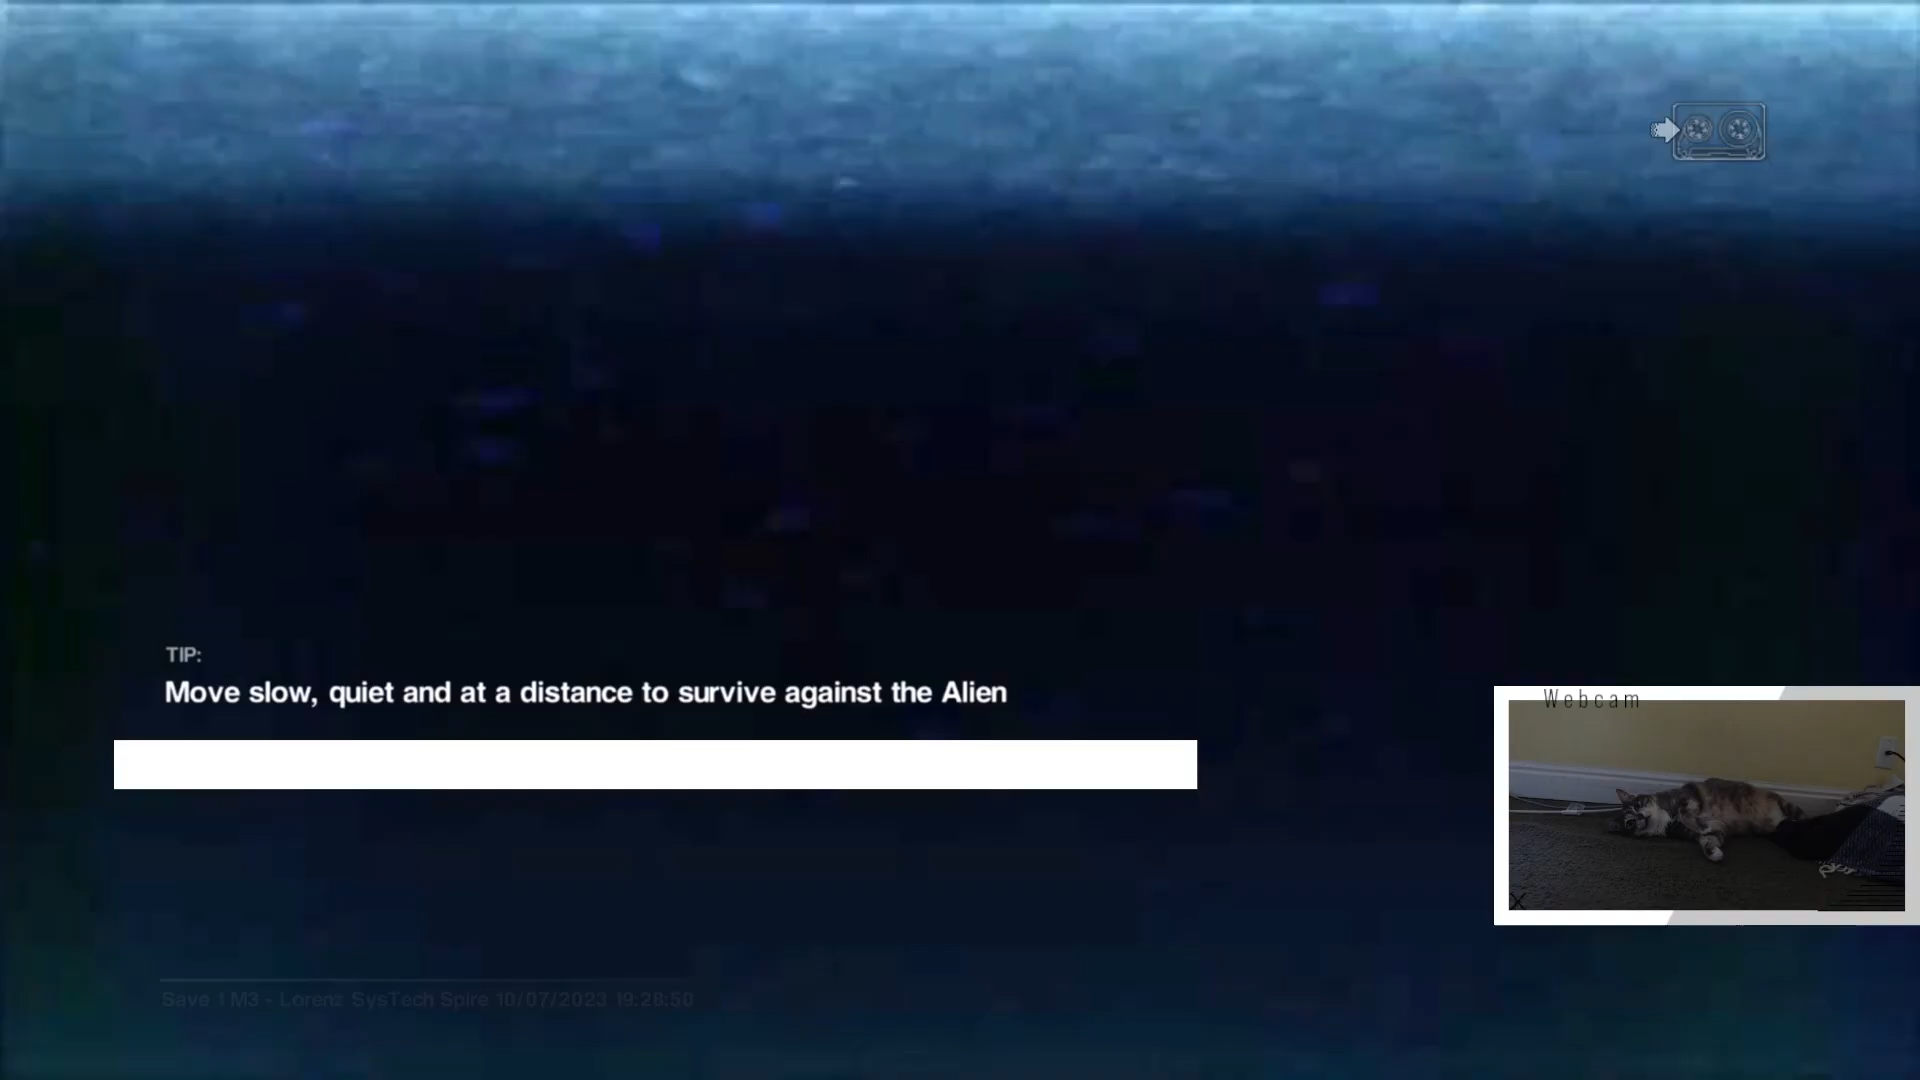 TIP:
Move slow, quiet and at a distance to survive against the Alien
Webcam
X
Save 1 M3 - Lorenz SysTech Spire 10/07/2023 19:28:50